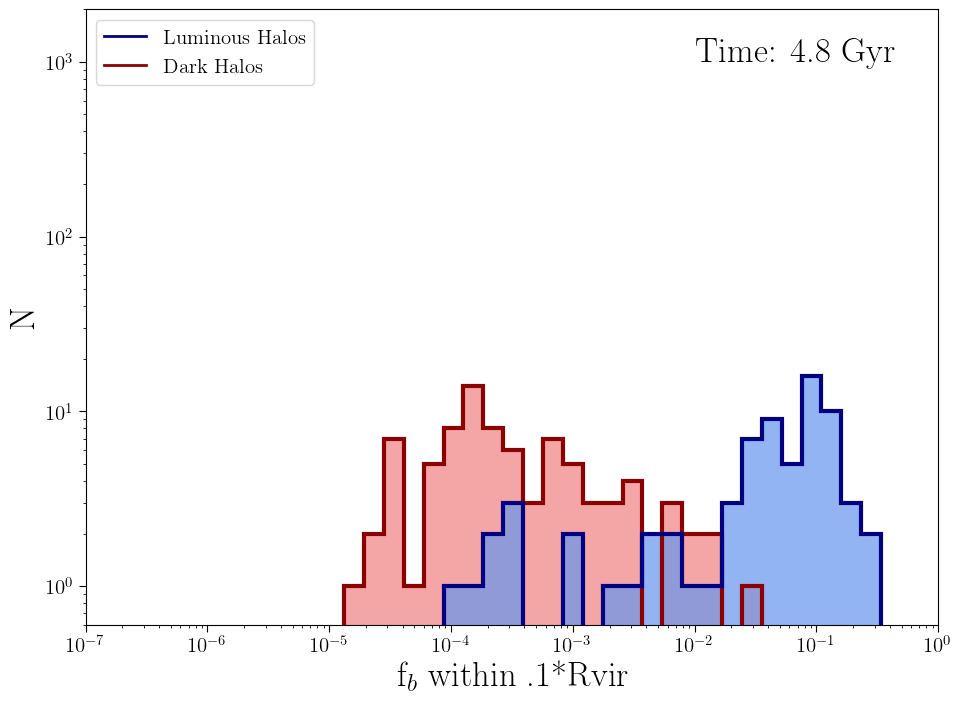 Luminous Halos
Dark Halos
Time: 4.8 Gyr
10³
10²
10¹
10⁰
N
10⁻⁷ 10⁻⁶ 10⁻⁵ 10⁻⁴ 10⁻³ 10⁻² 10⁻¹ 10⁰
f_b within .1*Rvir